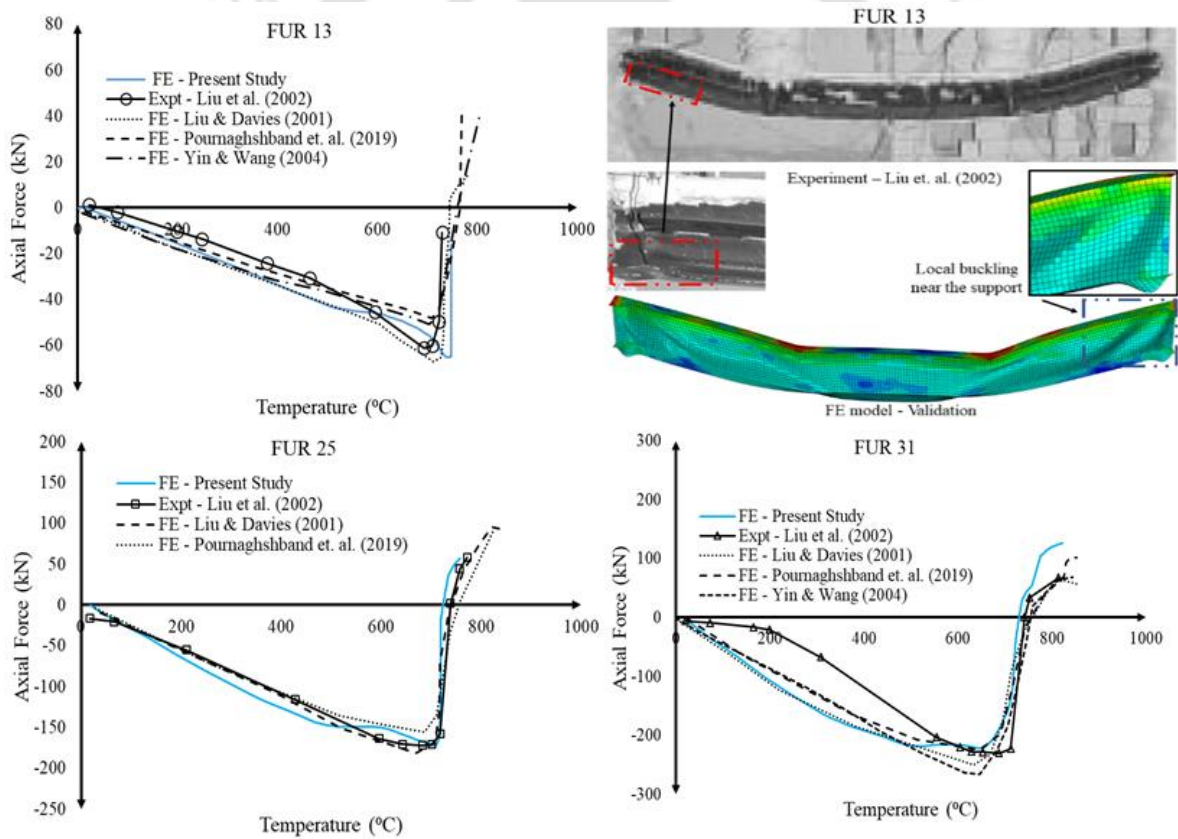 FUR 13
80
60
40
20
0
-20
-40
-60
-80
0
200
400
600
800
1000
Axial Force (kN)
Temperature (⁰C)
FE - Present Study
Expt - Liu et al. (2002)
FE - Liu & Davies (2001)
FE - Pournaghshband et. al. (2019)
FE - Yin & Wang (2004)
FUR 13
Experiment – Liu et. al. (2002)
Local buckling
near the support
FE model - Validation
FUR 25
200
150
100
50
0
-50
-100
-150
-200
-250
0
200
400
600
800
1000
Axial Force (kN)
Temperature (⁰C)
FE - Present Study
Expt - Liu et al. (2002)
FE - Liu & Davies (2001)
FE - Pournaghshband et. al. (2019)
FUR 31
300
200
100
0
-100
-200
-300
0
200
400
600
800
1000
Axial Force (kN)
Temperature (⁰C)
FE - Present Study
Expt - Liu et al. (2002)
FE - Liu & Davies (2001)
FE - Pournaghshband et. al. (2019)
FE - Yin & Wang (2004)